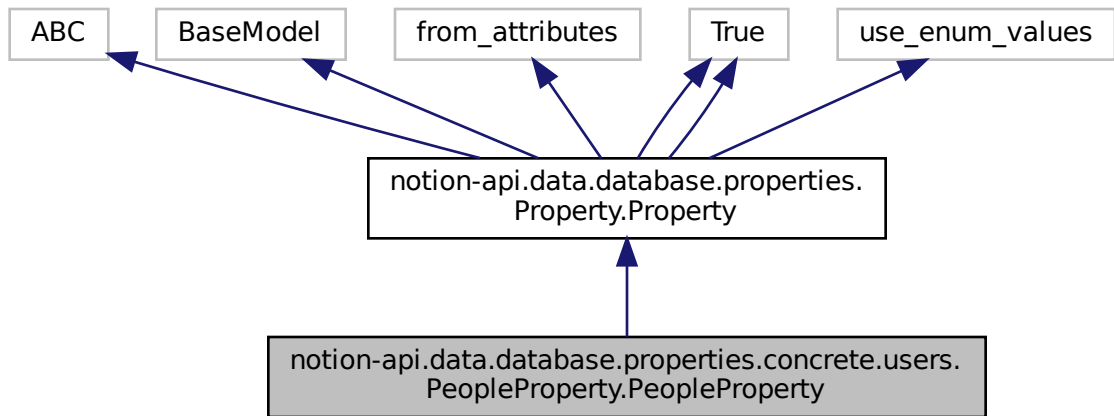 ABC
BaseModel
from_attributes
True
use_enum_values
notion-api.data.database.properties.
Property.Property
notion-api.data.database.properties.concrete.users.
PeopleProperty.PeopleProperty